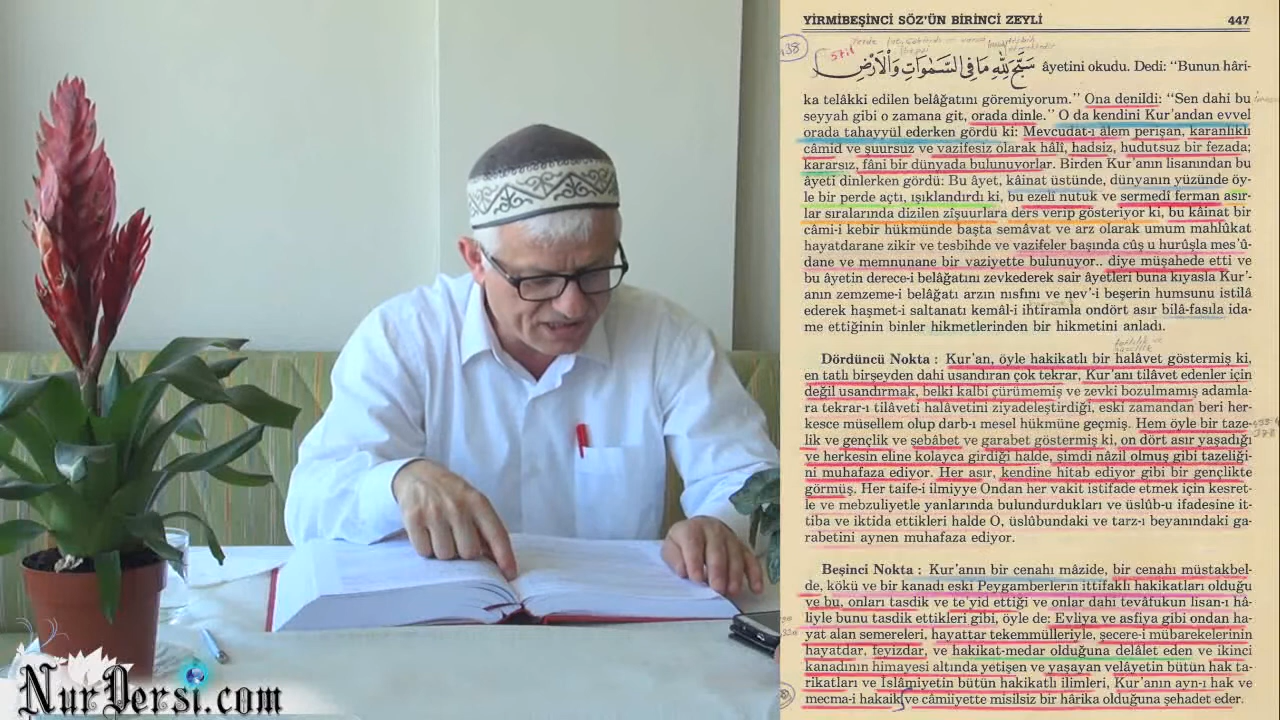 YİRMİBEŞİNCİ SÖZ'ÜN BİRİNCİ ZEYLİ 447
38
سَبَّحَ لِلّٰهِ مَا فِى السَّمٰوَاتِ وَالْاَرْضِ âyetini okudu. Dedi: "Bunun hâri-
ka telâkki edilen belâgatını göremiyorum." Ona denildi: "Sen dahi bu
seyyah gibi o zamana git, orada dinle." O da kendini Kur'andan evvel
orada tahayyül ederken gördü ki: Mevcudat-ı âlem perişan, karanlıklı
câmid ve şuursuz ve vazifesiz olarak hâlî, hadsiz, hudutsuz bir fezada;
kararsız, fâni bir dünyada bulunuyorlar. Birden Kur'anın lisanından bu
âyeti dinlerken gördü: Bu âyet, kâinat üstünde, dünyanın yüzünde öy-
le bir perde açtı, ışıklandırdı ki, bu ezelî nutuk ve sermedî ferman asır-
lar sıralarında dizilen zîşuurlara ders verip gösteriyor ki, bu kâinat bir
câmi-i kebir hükmünde başta semâvat ve arz olarak umum mahlûkat
hayatdarane zikir ve tesbihde ve vazifeler başında cûş u hurûşla mes'û-
dane ve memnunane bir vaziyette bulunuyor.. diye müşahede etti ve
bu âyetin derece-i belâgatını zevkederek sair âyetleri buna kıyasla Kur'-
anın zemzeme-i belâgatı arzın nısfını ve nev'-i beşerin humsunu istilâ
ederek haşmet-i saltanatı kemâl-i ihtiramla ondört asır bilâ-fasıla ida-
me ettiğinin binler hikmetlerinden bir hikmetini anladı.
Dördüncü Nokta : Kur'an, öyle hakikatlı bir halâvet göstermiş ki,
en tatlı birşeyden dahi usandıran çok tekrar, Kur'anı tilâvet edenler için
değil usandırmak, belki kalbi çürümemiş ve zevki bozulmamış adamla-
ra tekrar-ı tilâveti halâvetini ziyadeleştirdiği, eski zamandan beri her-
kesce müsellem olup darb-ı mesel hükmüne geçmiş. Hem öyle bir taze-
lik ve gençlik ve sebâbet ve garabet göstermiş ki, on dört asır yaşadığı
ve herkesin eline kolayca girdiği halde, şimdi nâzil olmuş gibi tazeliği-
ni muhafaza ediyor. Her asır, kendine hitab ediyor gibi bir gençlikte
görmüş. Her taife-i ilmiyye Ondan her vakit istifade etmek için kesret-
le ve mebzuliyetle yanlarında bulundurdukları ve üslûb-u ifadesine it-
tiba ve iktida ettikleri halde O, üslûbundaki ve tarz-ı beyanındaki ga-
rabetini aynen muhafaza ediyor.
Beşinci Nokta : Kur'anın bir cenahı mâzide, bir cenahı müstakbel-
de, kökü ve bir kanadı eski Peygamberlerin ittifaklı hakikatları olduğu
ve bu, onları tasdik ve te'yid ettiği ve onlar dahi tevâfukun lisan-ı hâ-
liyle bunu tasdik ettikleri gibi, öyle de: Evliya ve asfiya gibi ondan ha-
yat alan semereleri, hayattar tekemmülleriyle, şecere-i mübarekelerinin
hayatdar, feyizdar, ve hakikat-medar olduğuna delâlet eden ve ikinci
kanadının himayesi altında yetişen ve yaşayan velâyetin bütün hak ta-
rikatları ve İslâmiyetin bütün hakikatlı ilimleri, Kur'anın ayn-ı hak ve
mecma-i hakaik ve câmiiyette misilsiz bir hârika olduğuna şehadet eder.
NurDersi.com